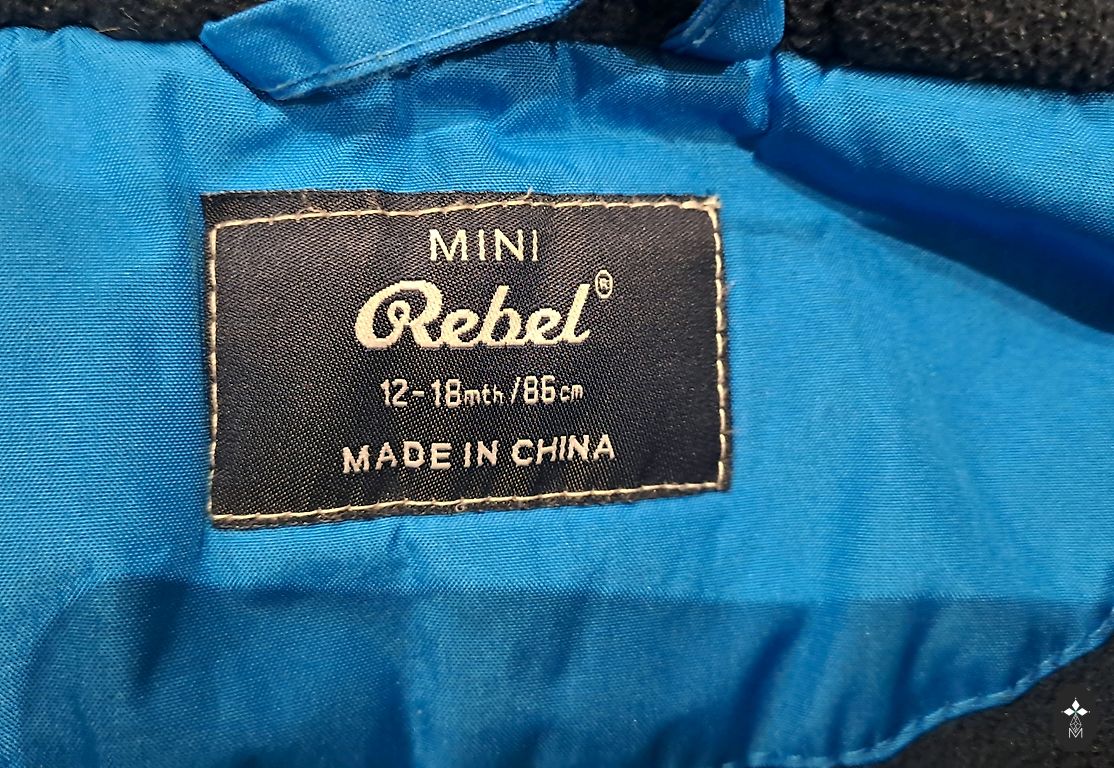 MINI
Rebel®
12-18mth/86cm
MADE IN CHINA
M